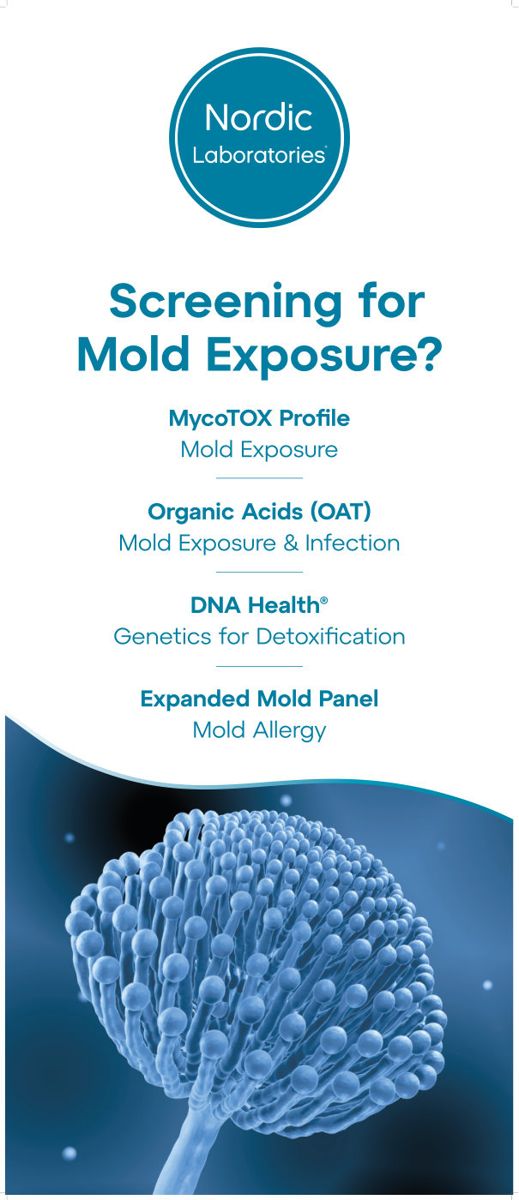 Nordic
Laboratories®
Screening for
Mold Exposure?
MycoTOX Profile
Mold Exposure
Organic Acids (OAT)
Mold Exposure & Infection
DNA Health®
Genetics for Detoxification
Expanded Mold Panel
Mold Allergy